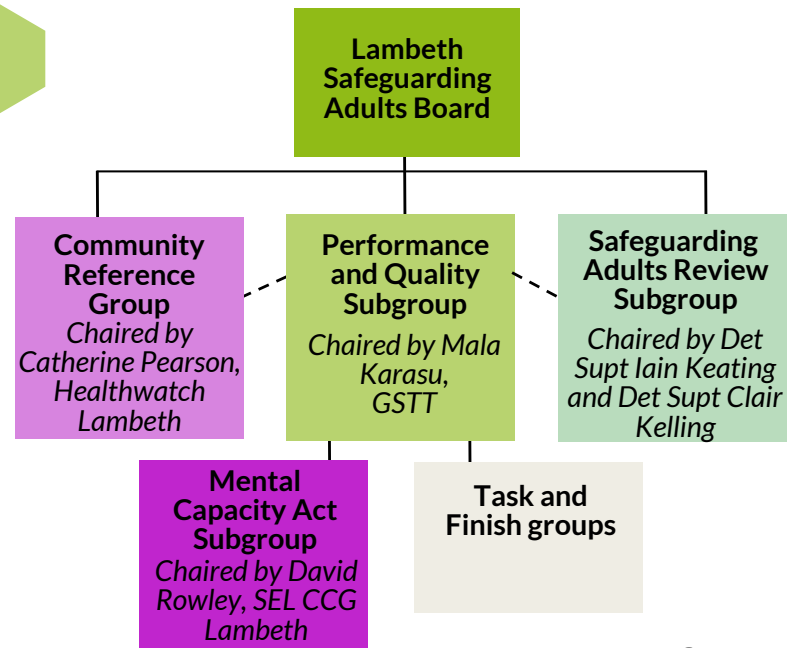 Lambeth
Safeguarding
Adults Board
Community
Reference
Group
Chaired by
Catherine Pearson,
Healthwatch
Lambeth
Performance
and Quality
Subgroup
Chaired by Mala
Karasu,
GSTT
Safeguarding
Adults Review
Subgroup
Chaired by Det
Supt Iain Keating
and Det Supt Clair
Kelling
Mental
Capacity Act
Subgroup
Chaired by David
Rowley, SEL CCG
Lambeth
Task and
Finish groups